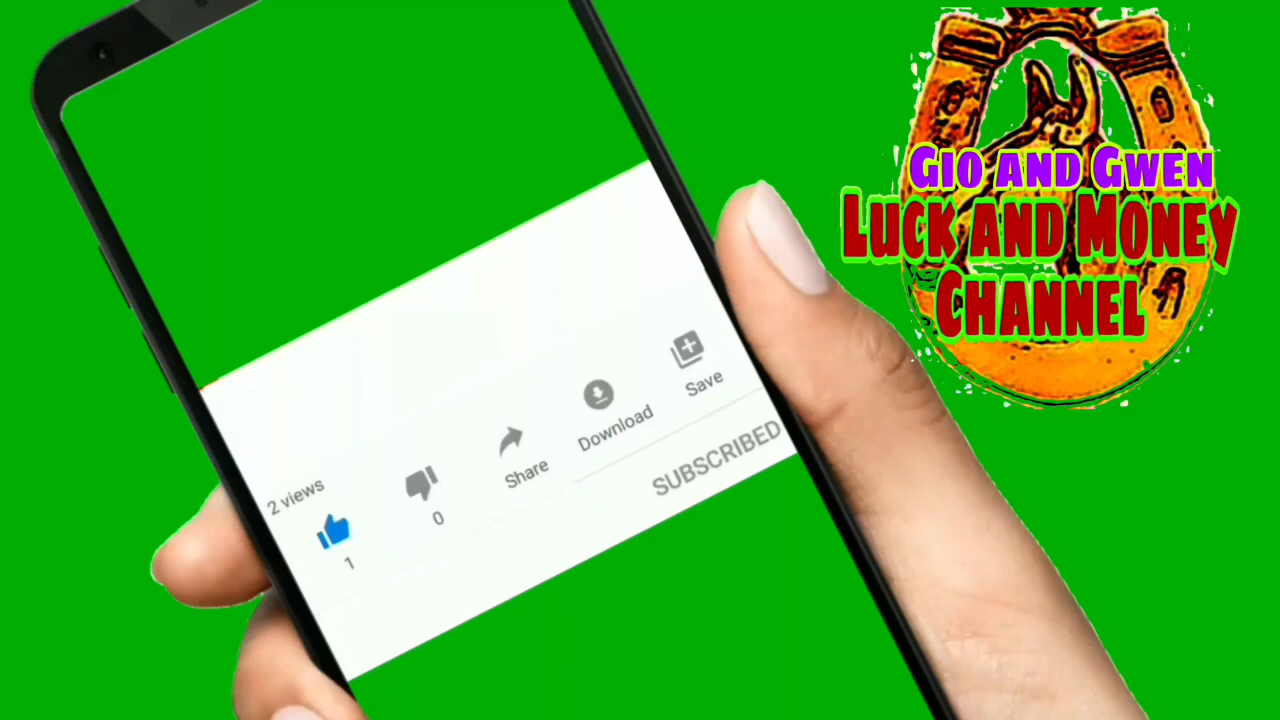 Gio and Gwen
Luck and Money
Channel
2 views
1
0
Share
Download
Save
SUBSCRIBED